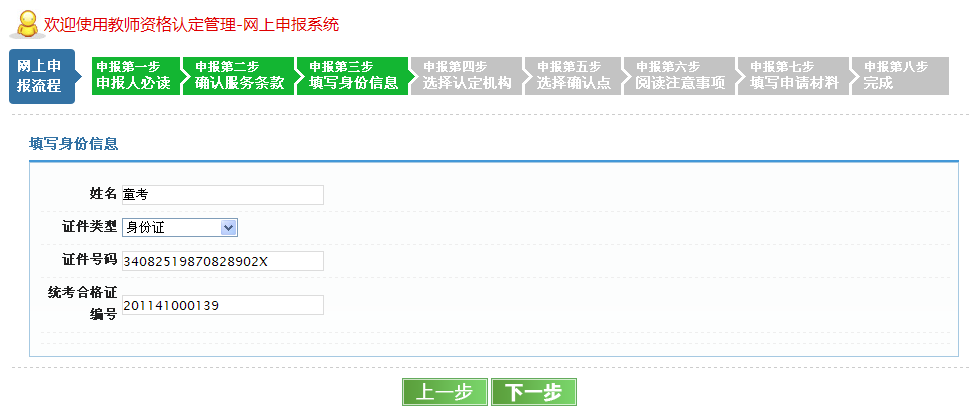 欢迎使用教师资格认定管理-网上申报系统
网上申
报流程
申报第一步
申报人必读
申报第二步
确认服务条款
申报第三步
填写身份信息
申报第四步
选择认定机构
申报第五步
选择确认点
申报第六步
阅读注意事项
申报第七步
填写申请材料
申报第八步
完成
填写身份信息
姓名 童考
证件类型 身份证
证件号码 34082519870828902X
统考合格证
编号 201141000139
上一步 下一步